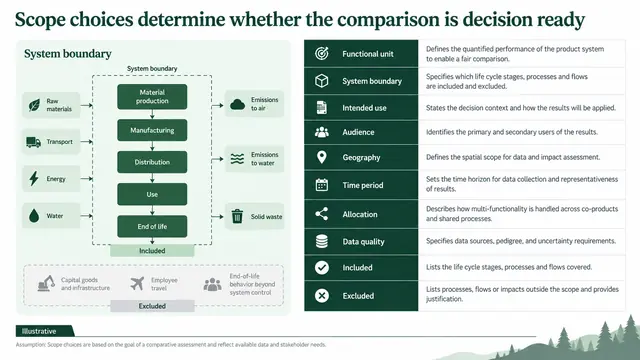 Scope choices determine whether the comparison is decision ready
System boundary
System boundary
Raw
materials
Transport
Energy
Water
Material
production
Manufacturing
Distribution
Use
End of life
Included
Emissions
to air
Emissions
to water
Solid waste
Capital goods
and infrastructure
Employee
travel
End-of-life
behavior beyond
system control
Excluded
Functional unit
Defines the quantified performance of the product system
to enable a fair comparison.
System boundary
Specifies which life cycle stages, processes and flows
are included and excluded.
Intended use
States the decision context and how the results will be applied.
Audience
Identifies the primary and secondary users of the results.
Geography
Defines the spatial scope for data and impact assessment.
Time period
Sets the time horizon for data collection and representativeness
of results.
Allocation
Describes how multi-functionality is handled across co-products
and shared processes.
Data quality
Specifies data sources, pedigree, and uncertainty requirements.
Included
Lists the life cycle stages, processes and flows covered.
Excluded
Lists processes, flows or impacts outside the scope and provides
justification.
Illustrative
Assumption: Scope choices are based on the goal of a comparative assessment and reflect available data and stakeholder needs.